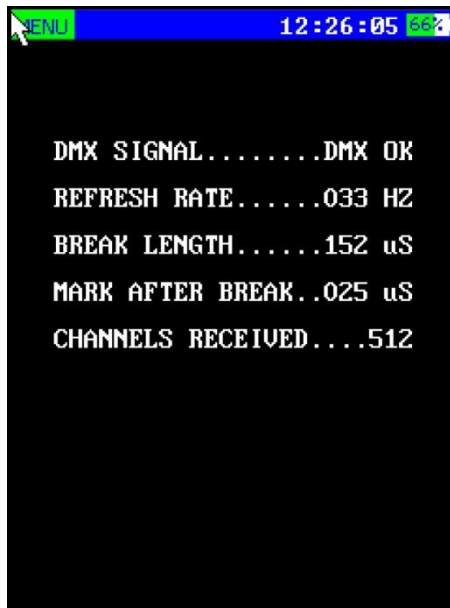 MENU 12:26:05 66%
DMX SIGNAL........DMX OK
REFRESH RATE......033 HZ
BREAK LENGTH......152 uS
MARK AFTER BREAK..025 uS
CHANNELS RECEIVED....512